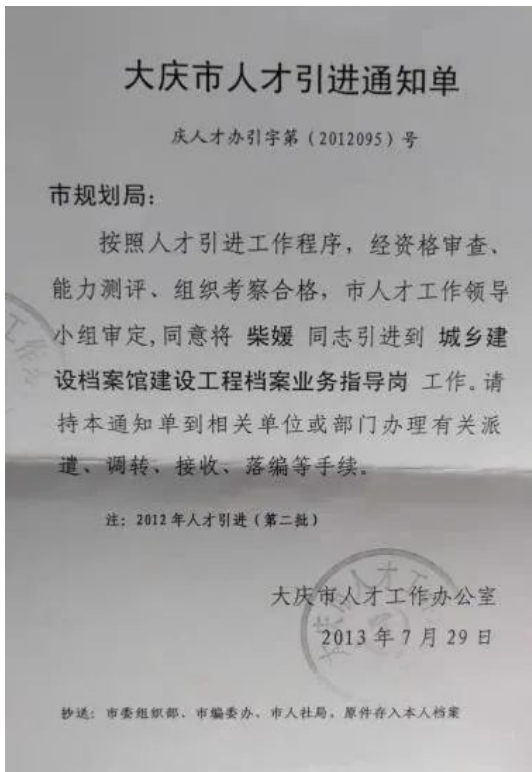 大庆市人才引进通知单
庆人才办引字第（2012095）号
市规划局：
按照人才引进工作程序，经资格审查、
能力测评、组织考察合格，市人才工作领导
小组审定,同意将 柴媛 同志引进到 城乡建
设档案馆建设工程档案业务指导岗 工作。请
持本通知单到相关单位或部门办理有关派
遣、调转、接收、落编等手续。
注：2012年人才引进（第二批）
大庆市人才工作办公室
2013年7月29日
抄送：市委组织部、市编委办、市人社局，原件存入本人档案